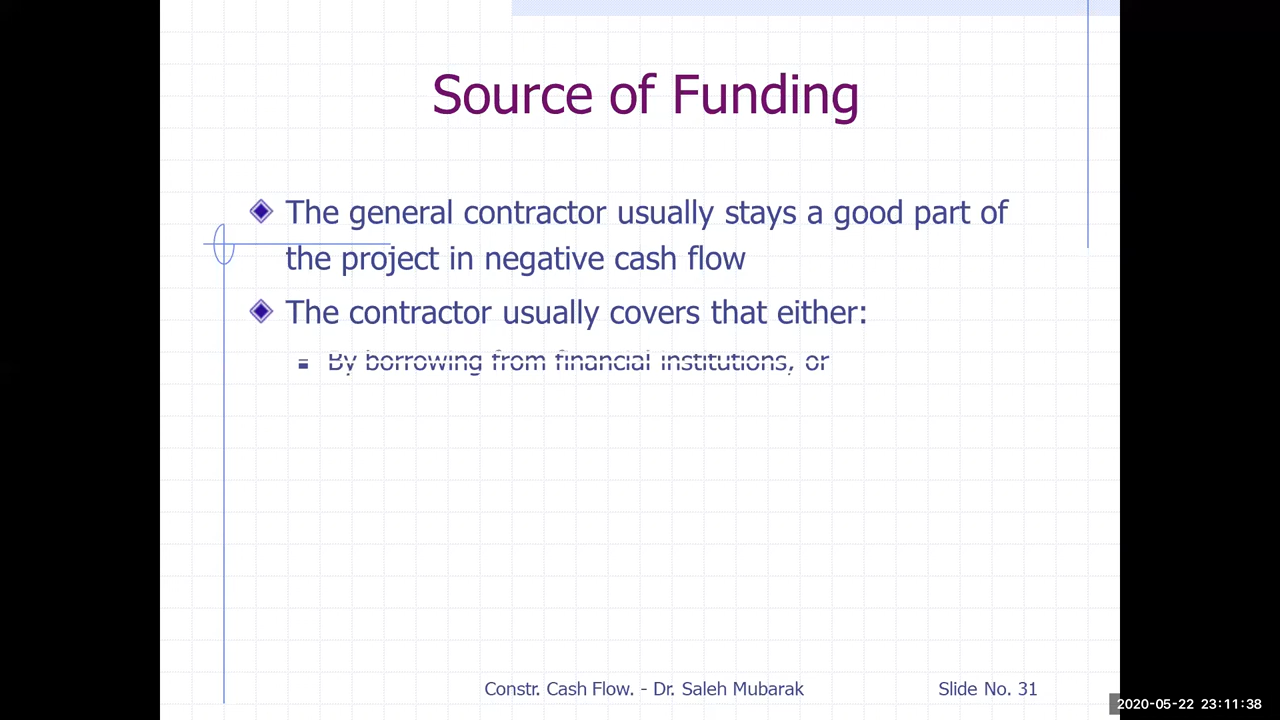 Source of Funding
The general contractor usually stays a good part of
the project in negative cash flow
The contractor usually covers that either:
By borrowing from financial institutions, or
Constr. Cash Flow. - Dr. Saleh Mubarak
Slide No. 31
2020-05-22 23:11:38